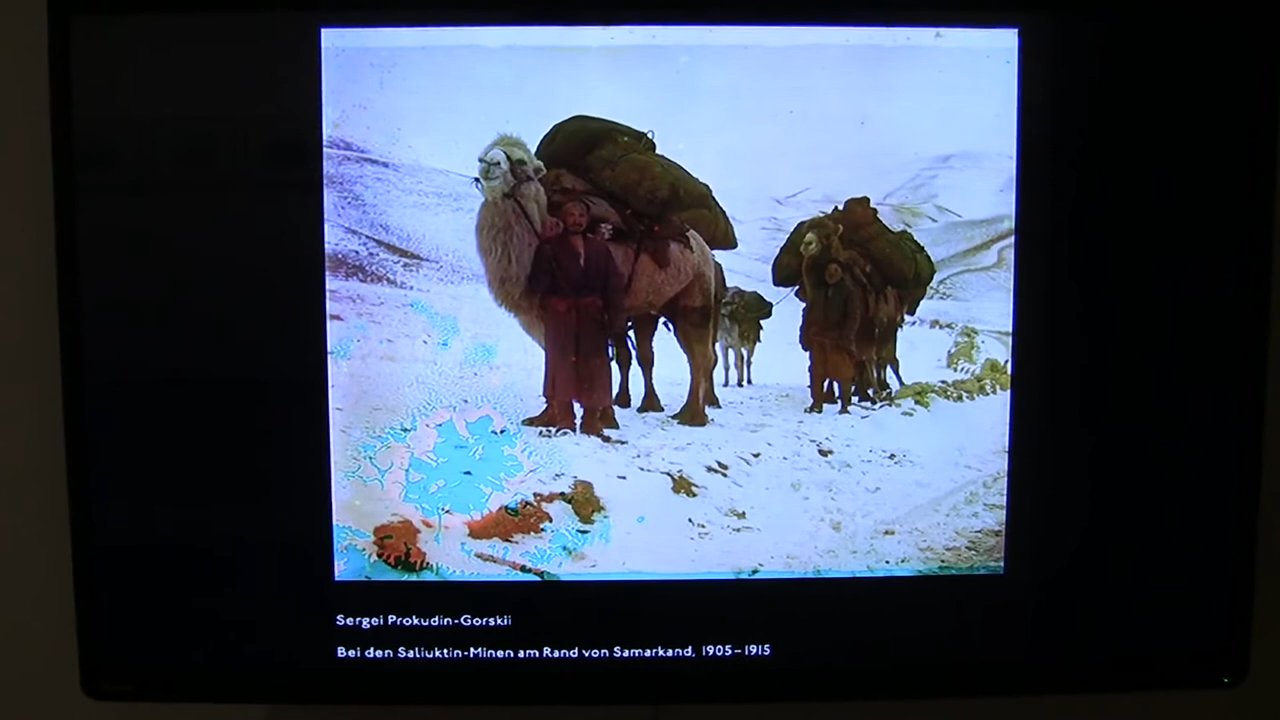 Sergei Prokudin-Gorskii
Bei den Saliuktin-Minen am Rand von Samarkand, 1905–1915